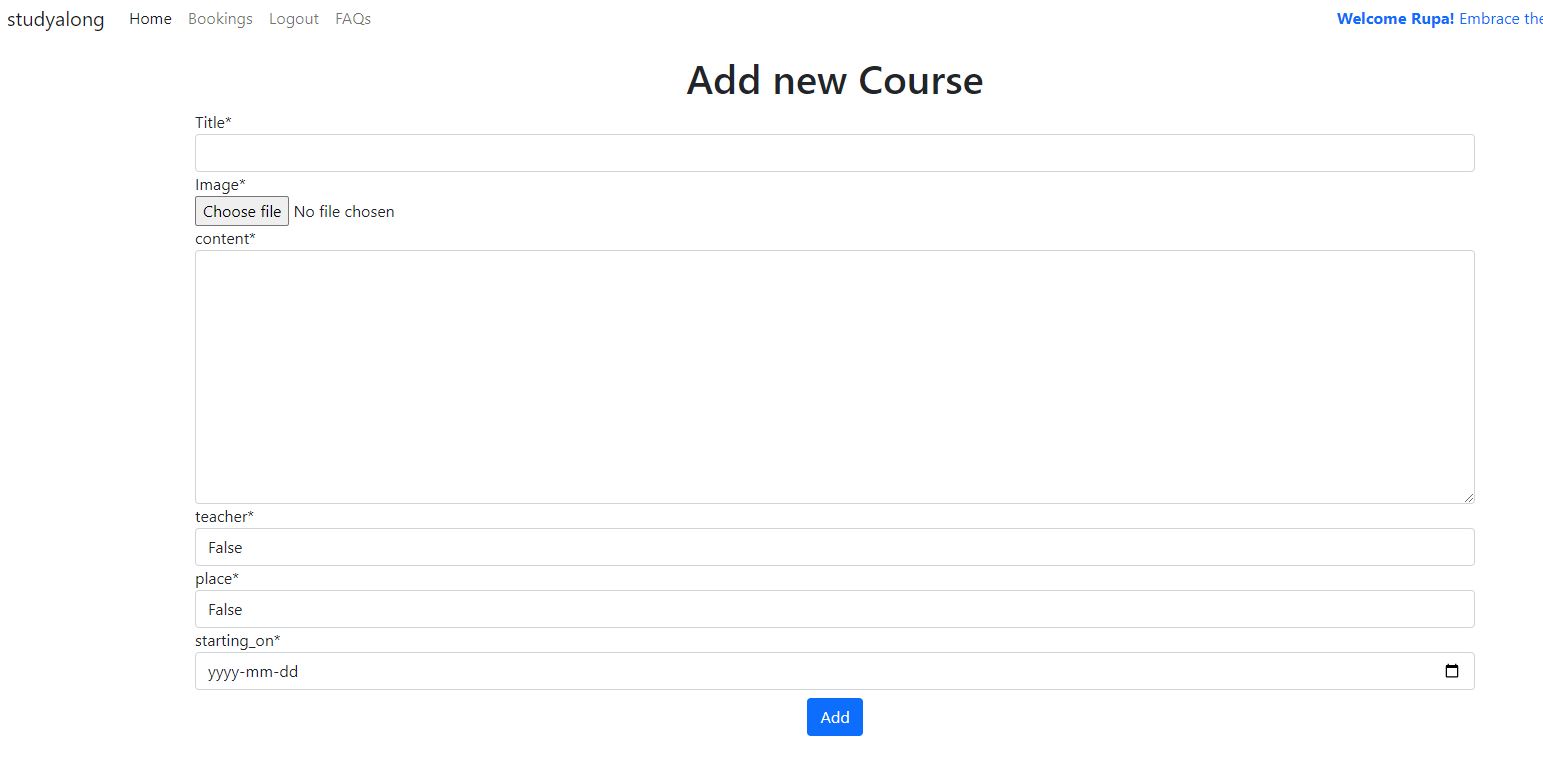 studyalong Home Bookings Logout FAQs Welcome Rupa! Embrace the
Add new Course
Title*
Image*
Choose file No file chosen
content*
teacher*
False
place*
False
starting_on*
yyyy-mm-dd
Add